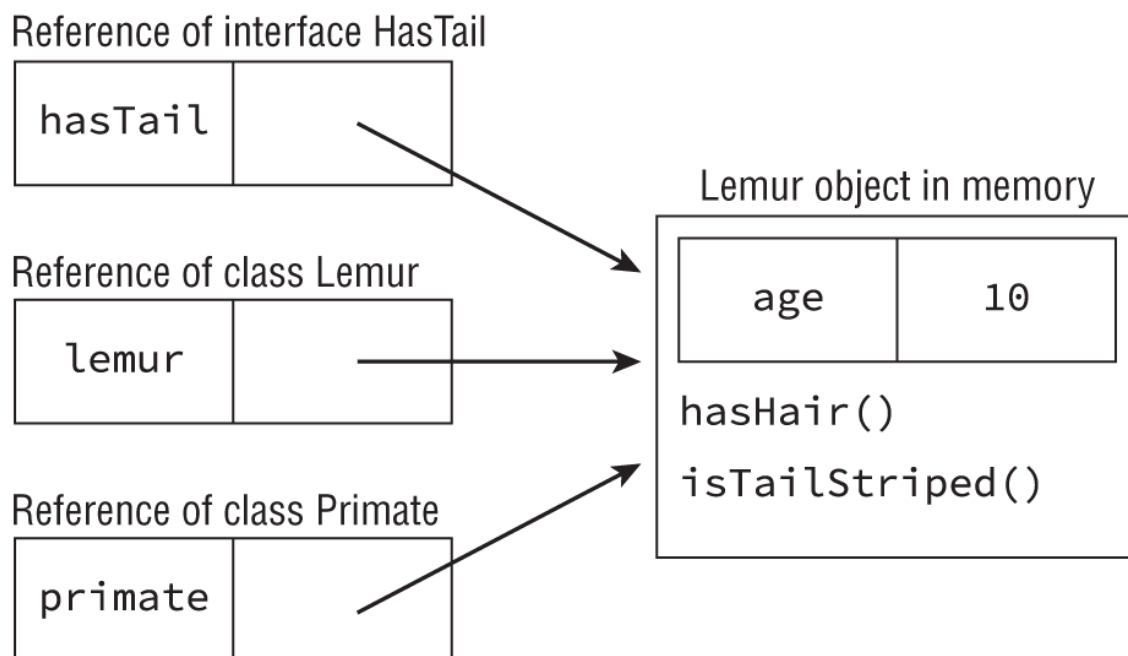 Reference of interface HasTail
hasTail
Lemur object in memory
age 10
Reference of class Lemur
lemur
hasHair()
isTailStriped()
Reference of class Primate
primate